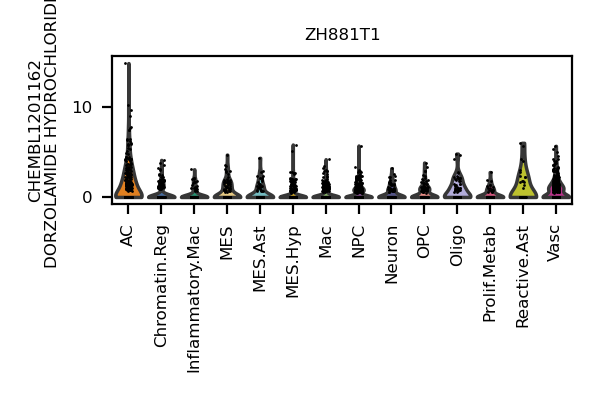 ZH881T1
CHEMBL1201162
DORZOLAMIDE HYDROCHLORIDE
10
0
AC
Chromatin.Reg
Inflammatory.Mac
MES
MES.Ast
MES.Hyp
Mac
NPC
Neuron
OPC
Oligo
Prolif.Metab
Reactive.Ast
Vasc